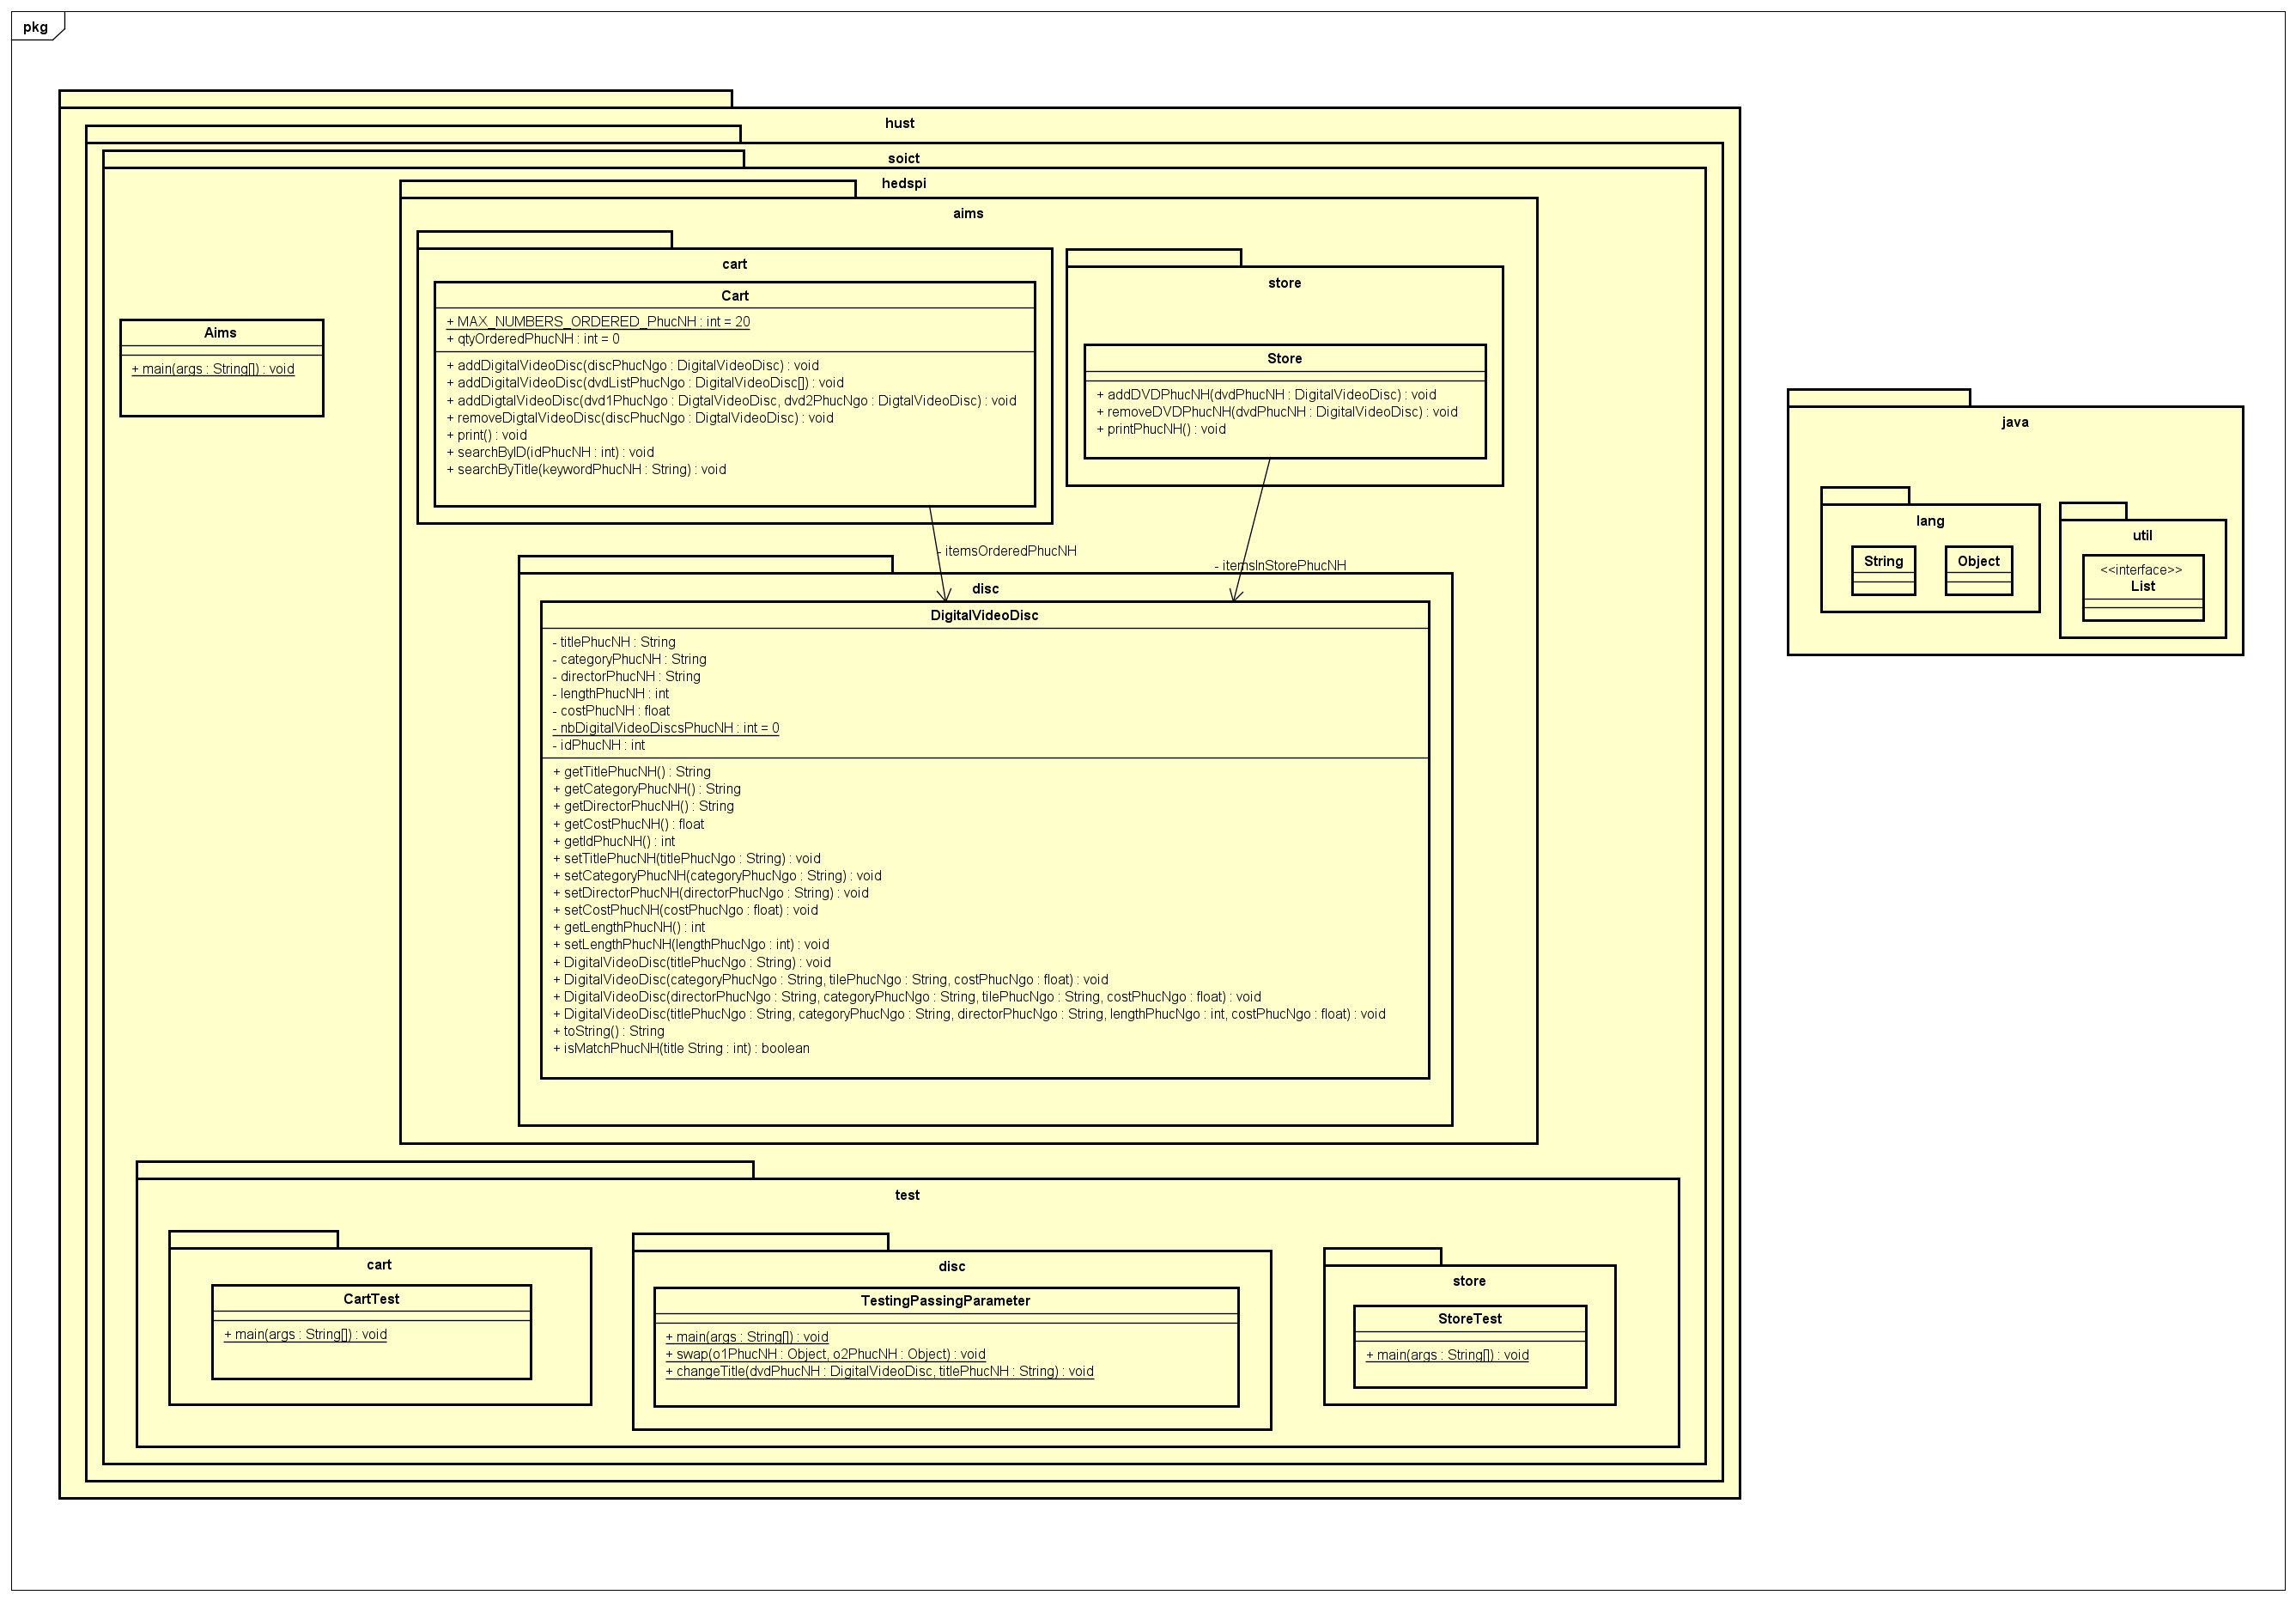 pkg
hust
soict
hedspi
aims
cart
Cart
+ MAX_NUMBERS_ORDERED_PhucNH : int = 20
+ qtyOrderedPhucNH : int = 0
+ addDigitalVideoDisc(discPhucNgo : DigitalVideoDisc) : void
+ addDigitalVideoDisc(dvdListPhucNgo : DigitalVideoDisc[]) : void
+ addDigtalVideoDisc(dvd1PhucNgo : DigtalVideoDisc, dvd2PhucNgo : DigtalVideoDisc) : void
+ removeDigtalVideoDisc(discPhucNgo : DigtalVideoDisc) : void
+ print() : void
+ searchByID(idPhucNH : int) : void
+ searchByTitle(keywordPhucNH : String) : void
store
Store
+ addDVDPhucNH(dvdPhucNH : DigitalVideoDisc) : void
+ removeDVDPhucNH(dvdPhucNH : DigitalVideoDisc) : void
+ printPhucNH() : void
Aims
+ main(args : String[]) : void
- itemsOrderedPhucNH
- itemsInStorePhucNH
disc
DigitalVideoDisc
- titlePhucNH : String
- categoryPhucNH : String
- directorPhucNH : String
- lengthPhucNH : int
- costPhucNH : float
- nbDigitalVideoDiscsPhucNH : int = 0
- idPhucNH : int
+ getTitlePhucNH() : String
+ getCategoryPhucNH() : String
+ getDirectorPhucNH() : String
+ getCostPhucNH() : float
+ getIdPhucNH() : int
+ setTitlePhucNH(titlePhucNgo : String) : void
+ setCategoryPhucNH(categoryPhucNgo : String) : void
+ setDirectorPhucNH(directorPhucNgo : String) : void
+ setCostPhucNH(costPhucNgo : float) : void
+ getLengthPhucNH() : int
+ setLengthPhucNH(lengthPhucNgo : int) : void
+ DigitalVideoDisc(titlePhucNgo : String) : void
+ DigitalVideoDisc(categoryPhucNgo : String, tilePhucNgo : String, costPhucNgo : float) : void
+ DigitalVideoDisc(directorPhucNgo : String, categoryPhucNgo : String, tilePhucNgo : String, costPhucNgo : float) : void
+ DigitalVideoDisc(titlePhucNgo : String, categoryPhucNgo : String, directorPhucNgo : String, lengthPhucNgo : int, costPhucNgo : float) : void
+ toString() : String
+ isMatchPhucNH(title String : int) : boolean
java
lang
String
Object
util
<<interface>>
List
test
cart
CartTest
+ main(args : String[]) : void
disc
TestingPassingParameter
+ main(args : String[]) : void
+ swap(o1PhucNH : Object, o2PhucNH : Object) : void
+ changeTitle(dvdPhucNH : DigitalVideoDisc, titlePhucNH : String) : void
store
StoreTest
+ main(args : String[]) : void